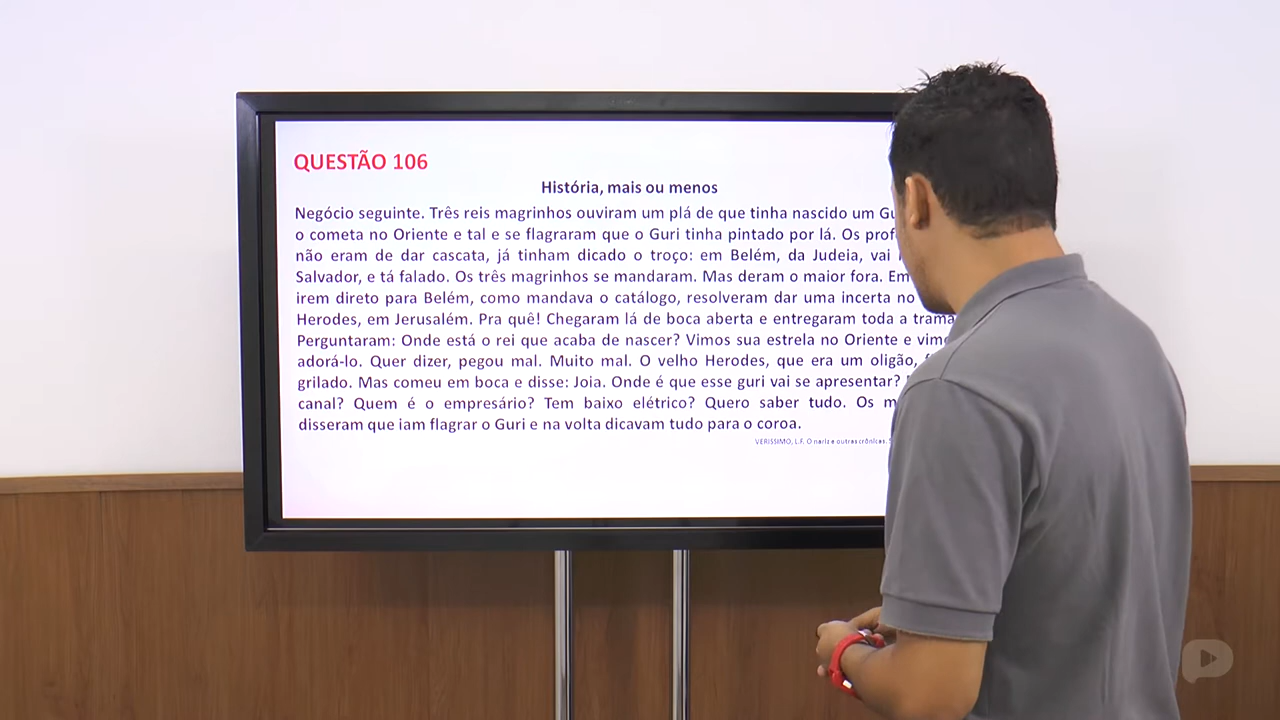 QUESTÃO 106
História, mais ou menos
Negócio seguinte. Três reis magrinhos ouviram um plá de que tinha nascido um
o cometa no Oriente e tal e se flagraram que o Guri tinha pintado por lá. Os
não eram de dar cascata, já tinham dicado o troço: em Belém, da Judeia, vai
Salvador, e tá falado. Os três magrinhos se mandaram. Mas deram o maior fora. Em
irem direto para Belém, como mandava o catálogo, resolveram dar uma incerta no
Herodes, em Jerusalém. Pra quê! Chegaram lá de boca aberta e entregaram toda a trama
Perguntaram: Onde está o rei que acaba de nascer? Vimos sua estrela no Oriente e
adorá-lo. Quer dizer, pegou mal. Muito mal. O velho Herodes, que era um oligão,
grilado. Mas comeu em boca e disse: Joia. Onde é que esse guri vai se apresentar?
canal? Quem é o empresário? Tem baixo elétrico? Quero saber tudo. Os
disseram que iam flagrar o Guri e na volta dicavam tudo para o coroa.
VERISSIMO, L.F. O nariz e outras crônicas.